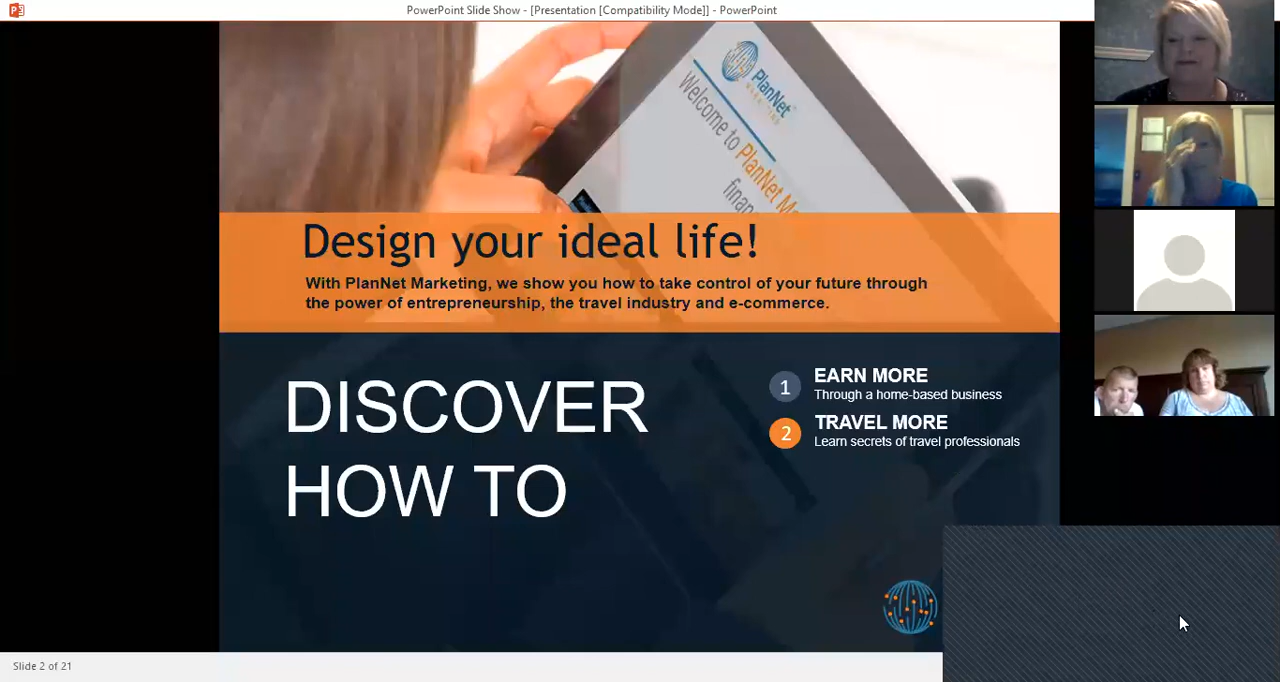 PowerPoint Slide Show - [Presentation [Compatibility Mode]] - PowerPoint
PlanNet
MARKETING
Welcome to PlanNet M
finan
Design your ideal life!
With PlanNet Marketing, we show you how to take control of your future through
the power of entrepreneurship, the travel industry and e-commerce.
DISCOVER
HOW TO
1 EARN MORE
Through a home-based business
2 TRAVEL MORE
Learn secrets of travel professionals
Slide 2 of 21